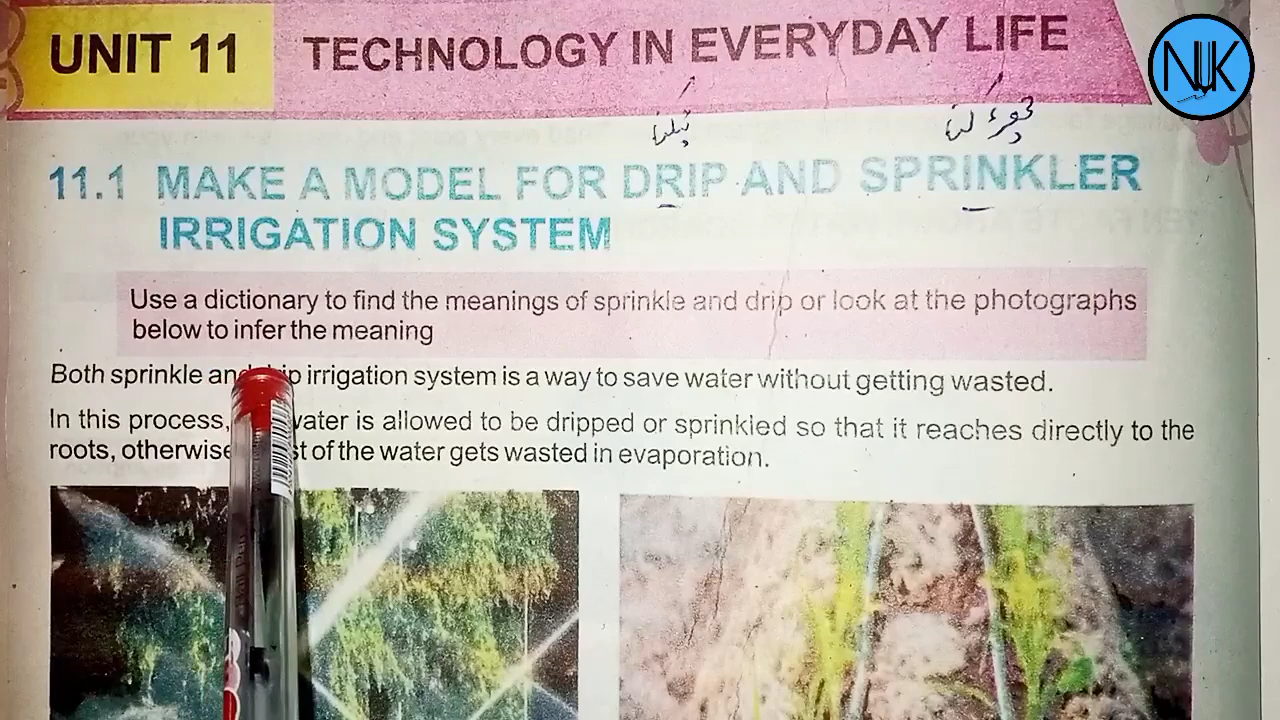 UNIT 11 TECHNOLOGY IN EVERYDAY LIFE
NJK
11.1 MAKE A MODEL FOR DRIP AND SPRINKLER
IRRIGATION SYSTEM
Use a dictionary to find the meanings of sprinkle and drip or look at the photographs
below to infer the meaning
Both sprinkle and drip irrigation system is a way to save water without getting wasted.
In this process, water is allowed to be dripped or sprinkled so that it reaches directly to the
roots, otherwise of the water gets wasted in evaporation.